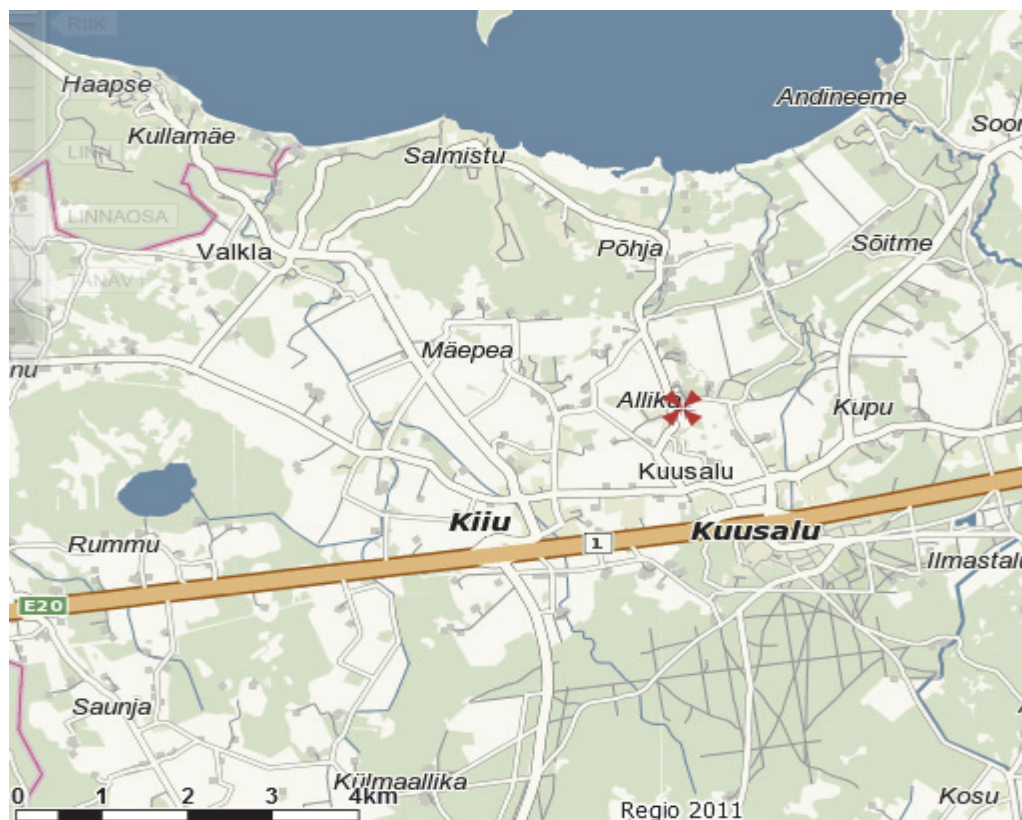 RIIK
Haapse
Andineeme
Kullamäe
Soor
LINN
Salmistu
LINNAOSA
Valkla
Põhja
Sõitme
TÄNAV
Mäepea
nu
Allika
Kupu
Kuusalu
Kiiu
Kuusalu
1
Rummu
Ilmastalu
E20
Saunja
Külmaallika
0 1 2 3 4km
Kosu
Regio 2011